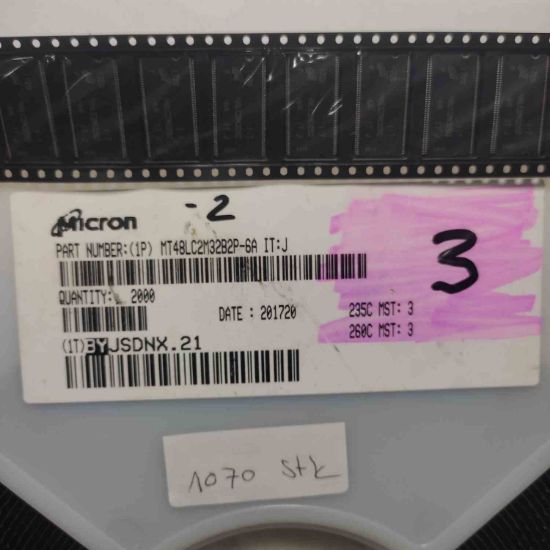 Micron -2
PART NUMBER:(1P) MT48LC2M32B2P-6A IT:J
3
QUANTITY: 2000
DATE : 201720
235C MST: 3
260C MST: 3
(1T)BYJSDNX.21
1070 stk